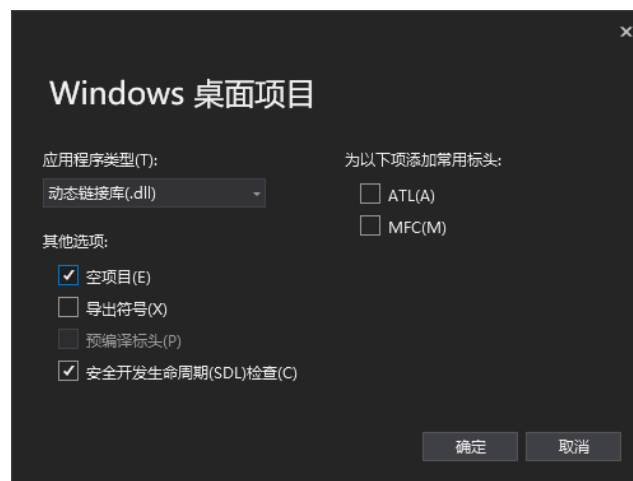 Windows 桌面项目
应用程序类型(T):
动态链接库(.dll)
其他选项:
空项目(E)
导出符号(X)
预编译标头(P)
安全开发生命周期(SDL)检查(C)
为以下项添加常用标头:
ATL(A)
MFC(M)
确定
取消